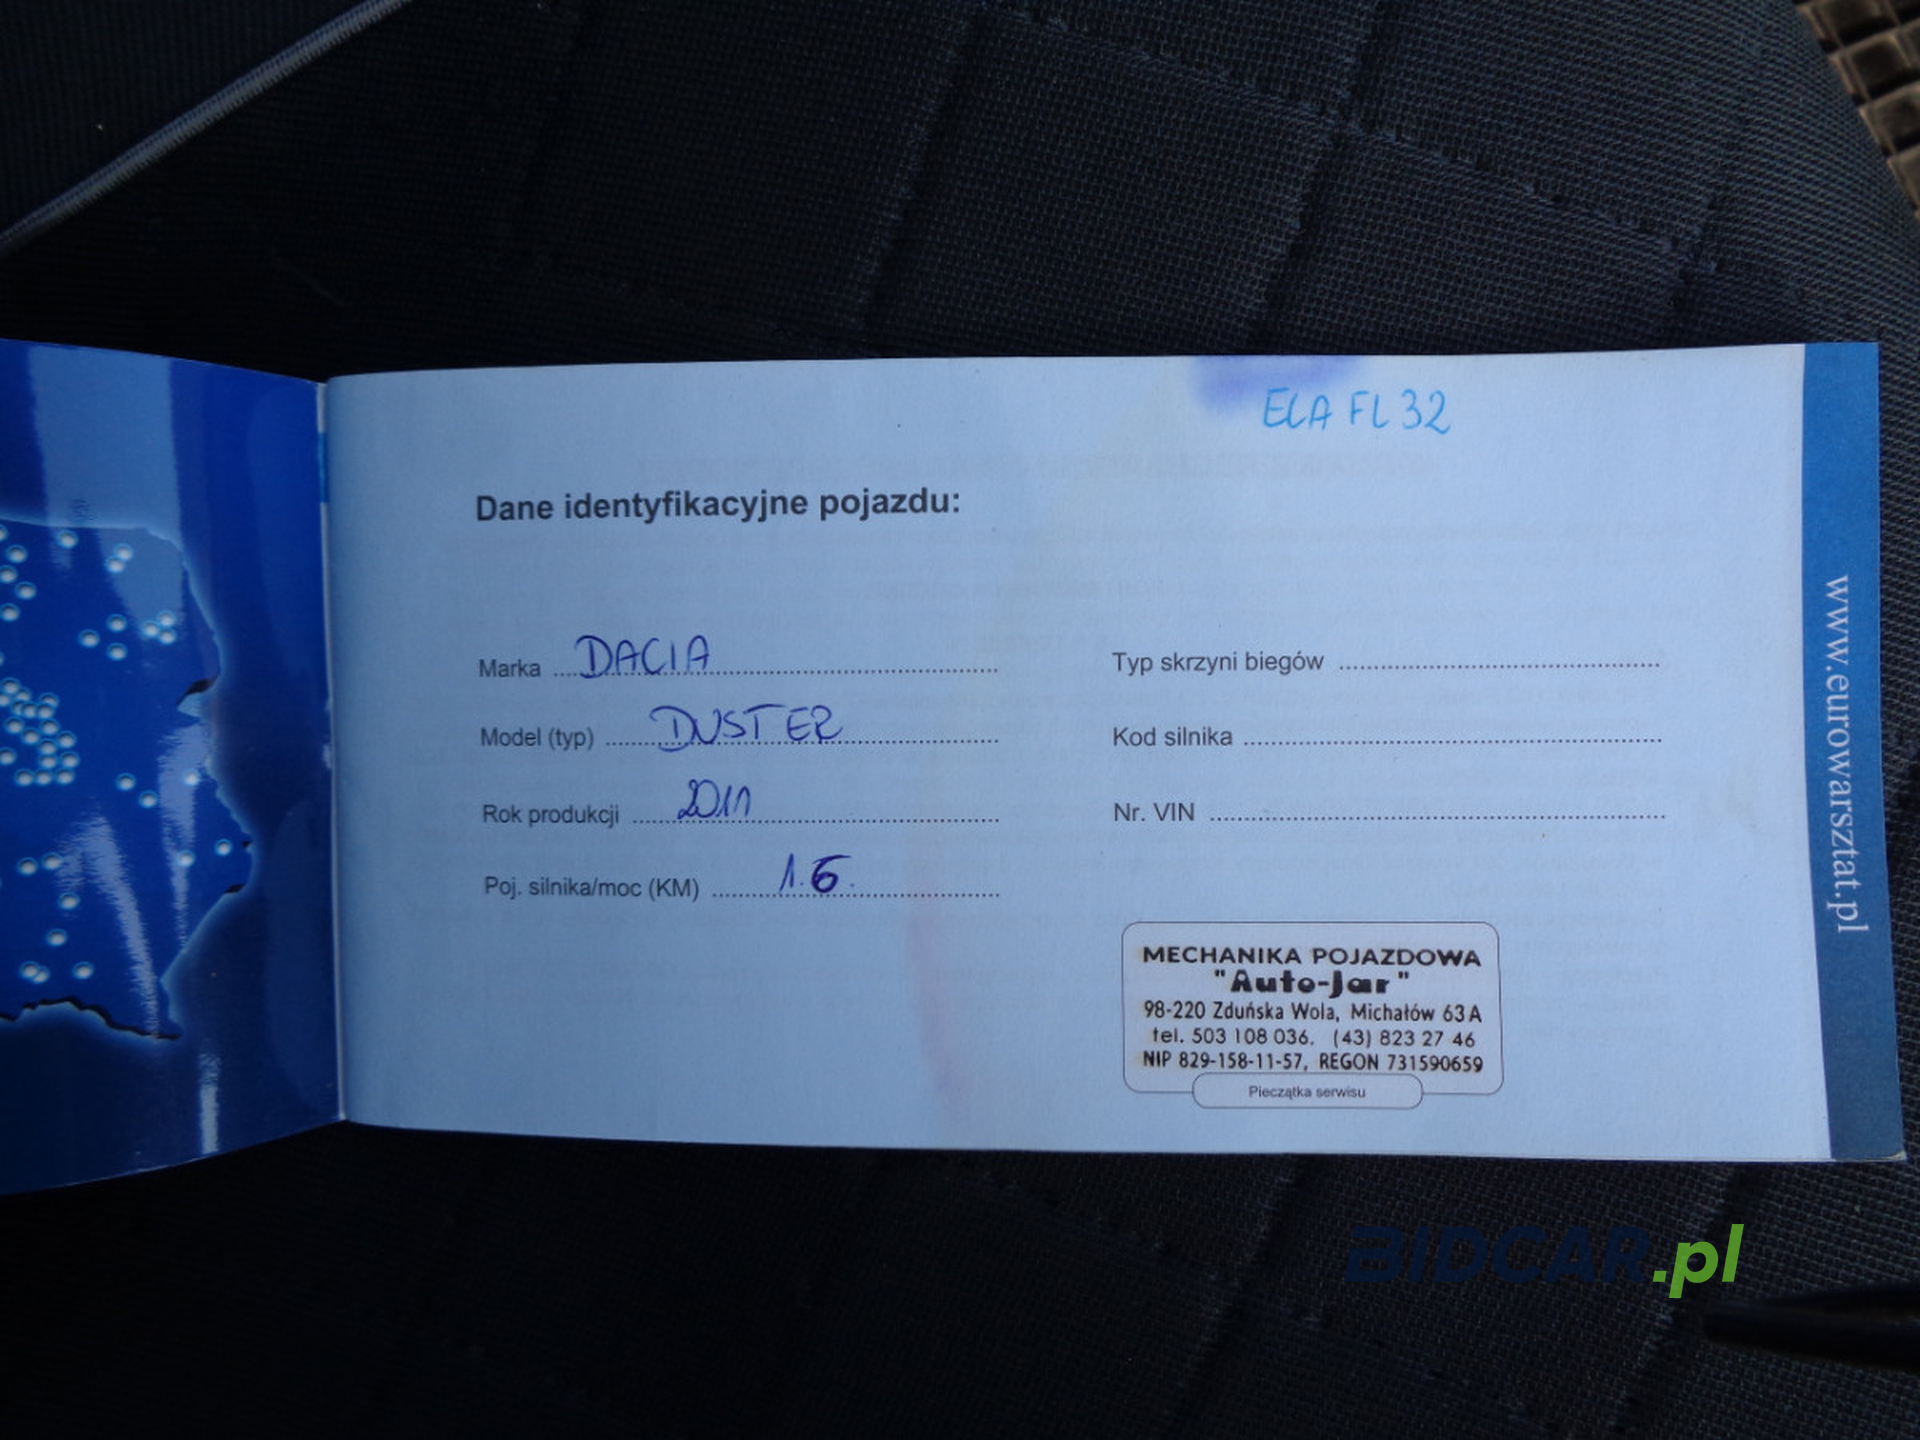 ELA FL 32
Dane identyfikacyjne pojazdu:
Marka DACIA
Model (typ) DUSTER
Rok produkcji 2011
Poj. silnika/moc (KM) 1.6.
Typ skrzyni biegów
Kod silnika
Nr. VIN
MECHANIKA POJAZDOWA
"Auto-Jar"
98-220 Zduńska Wola, Michałów 63A
tel. 503 108 036. (43) 823 27 46
NIP 829-158-11-57, REGON 731590659
Pieczątka serwisu
www.eurowarsztat.pl
BIDCAR.pl